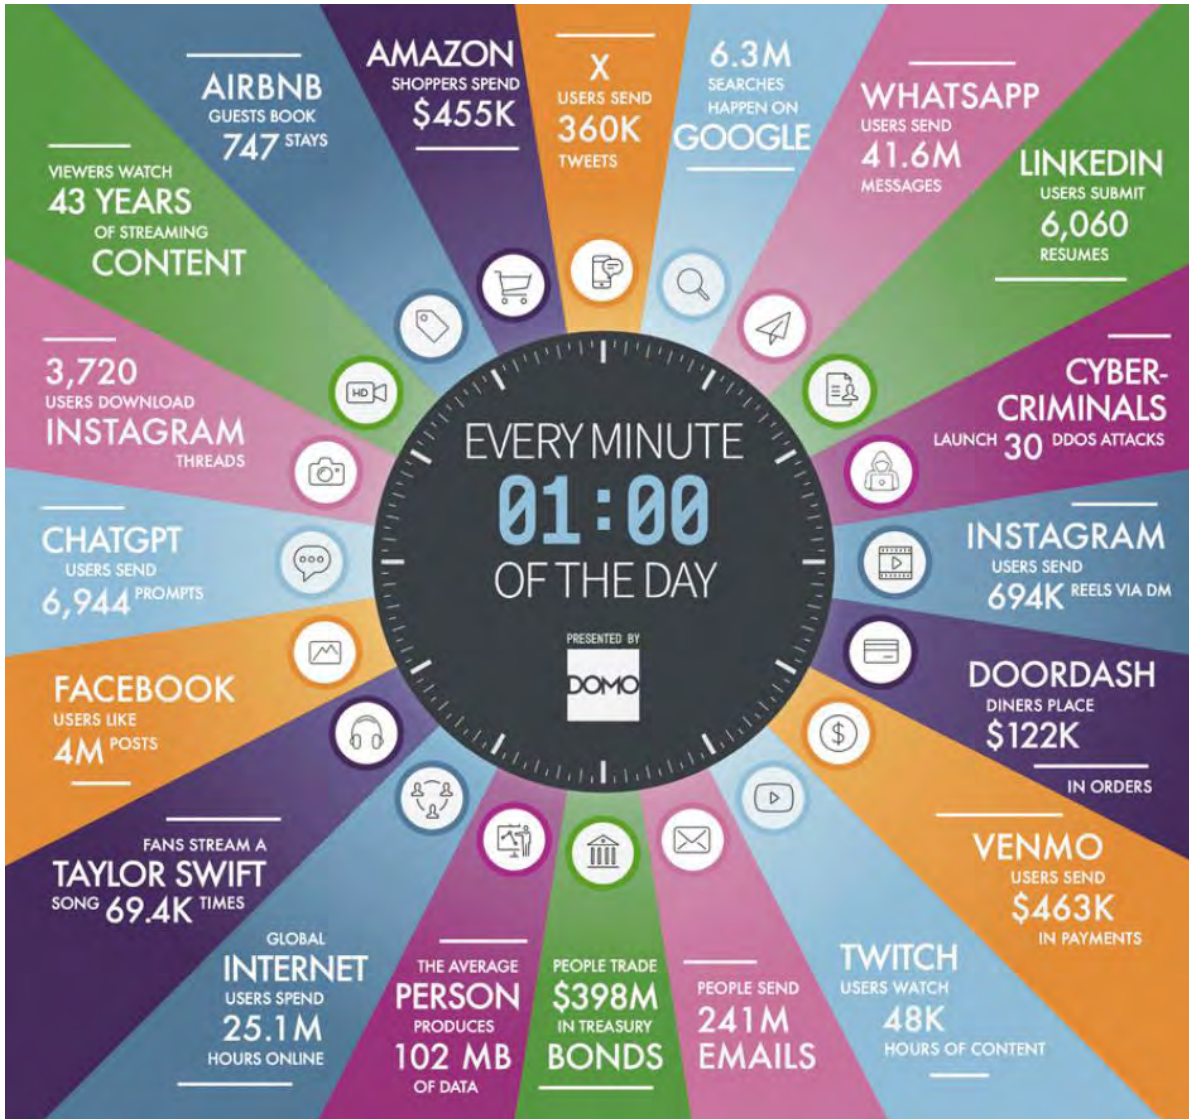 AIRBNB
GUESTS BOOK
747 STAYS
AMAZON
SHOPPERS SPEND
$455K
X
USERS SEND
360K
TWEETS
6.3M
SEARCHES
HAPPEN ON
GOOGLE
WHATSAPP
USERS SEND
41.6M
MESSAGES
LINKEDIN
USERS SUBMIT
6,060
RESUMES
CYBER-
CRIMINALS
LAUNCH 30 DDOS ATTACKS
INSTAGRAM
USERS SEND
694K REELS VIA DM
DOORDASH
DINERS PLACE
$122K
IN ORDERS
VENMO
USERS SEND
$463K
IN PAYMENTS
TWITCH
USERS WATCH
48K
HOURS OF CONTENT
PEOPLE SEND
241M
EMAILS
PEOPLE TRADE
$398M
IN TREASURY
BONDS
THE AVERAGE
PERSON
PRODUCES
102 MB
OF DATA
GLOBAL
INTERNET
USERS SPEND
25.1M
HOURS ONLINE
FANS STREAM A
TAYLOR SWIFT
SONG 69.4K TIMES
FACEBOOK
USERS LIKE
4M POSTS
CHATGPT
USERS SEND
6,944 PROMPTS
3,720
USERS DOWNLOAD
INSTAGRAM
THREADS
VIEWERS WATCH
43 YEARS
OF STREAMING
CONTENT
HD
EVERY MINUTE
01:00
OF THE DAY
PRESENTED BY
DOMO
$